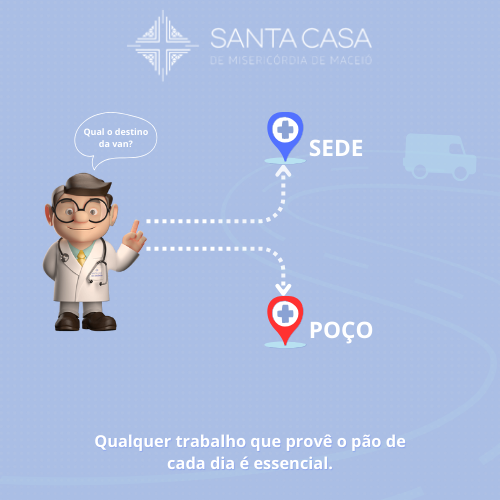 SANTA CASA
DE MISERICÓRDIA DE MACEIÓ
Qual o destino
da van?
SEDE
POÇO
Qualquer trabalho que provê o pão de
cada dia é essencial.